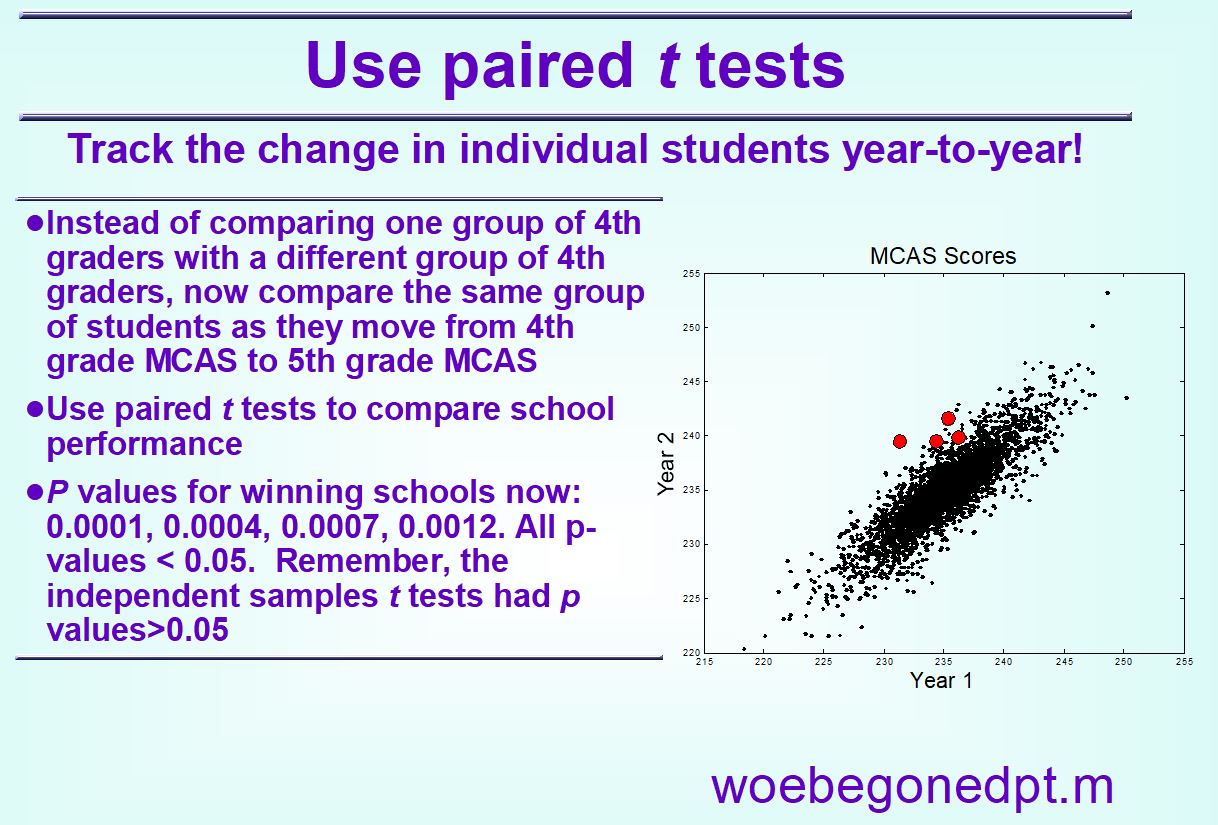 Use paired t tests
Track the change in individual students year-to-year!
●Instead of comparing one group of 4th
graders with a different group of 4th
graders, now compare the same group
of students as they move from 4th
grade MCAS to 5th grade MCAS
●Use paired t tests to compare school
performance
●P values for winning schools now:
0.0001, 0.0004, 0.0007, 0.0012. All p-
values < 0.05.  Remember, the
independent samples t tests had p
values>0.05
MCAS Scores
255
250
245
240
235
230
225
220
Year 2
215 220 225 230 235 240 245 250 255
Year 1
woebegonedpt.m